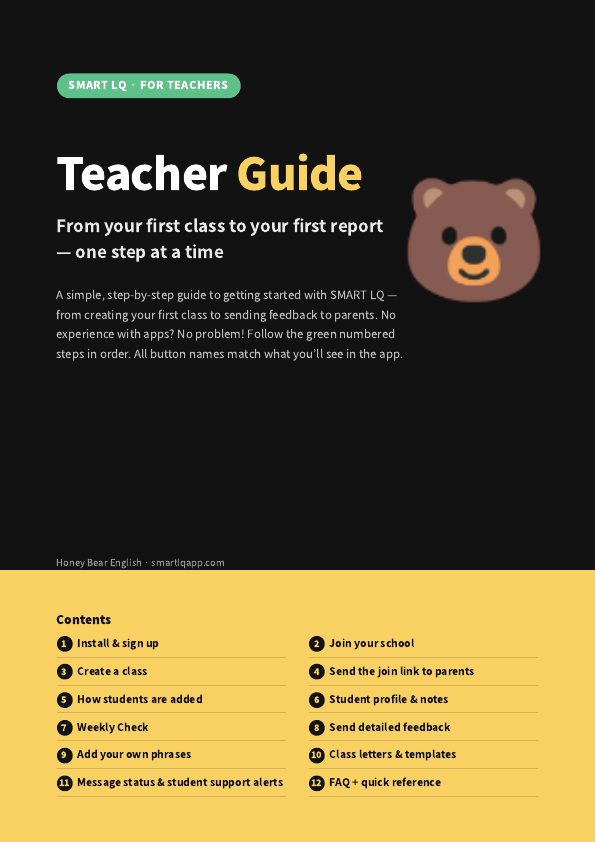 SMART LQ · FOR TEACHERS
Teacher Guide
From your first class to your first report
— one step at a time
A simple, step-by-step guide to getting started with SMART LQ —
from creating your first class to sending feedback to parents. No
experience with apps? No problem! Follow the green numbered
steps in order. All button names match what you'll see in the app.
Honey Bear English · smartlqapp.com
Contents
1 Install & sign up
2 Join your school
3 Create a class
4 Send the join link to parents
5 How students are added
6 Student profile & notes
7 Weekly Check
8 Send detailed feedback
9 Add your own phrases
10 Class letters & templates
11 Message status & student support alerts
12 FAQ + quick reference